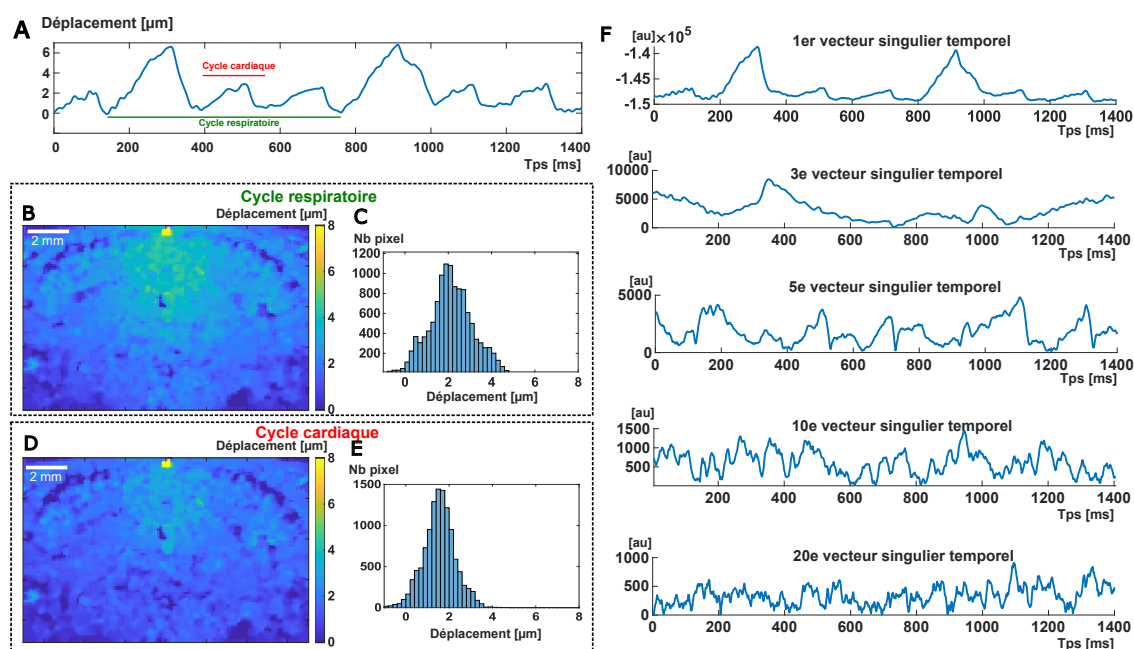 A
Déplacement [µm]
6
4
2
0
Cycle cardiaque
Cycle respiratoire
0 200 400 600 800 1000 1200 1400
Tps [ms]
Cycle respiratoire
B
Déplacement [µm]
2 mm
8
6
4
2
0
C
Nb pixel
1200
1000
800
600
400
200
0 2 4 6 8
Déplacement [µm]
Cycle cardiaque
D
Déplacement [µm]
2 mm
8
6
4
2
0
E
Nb pixel
1500
1000
500
0
0 2 4 6 8
Déplacement [µm]
F
[au]×10⁵
1er vecteur singulier temporel
-1.4
-1.45
-1.5
0 200 400 600 800 1000 1200 1400
Tps [ms]
[au]
3e vecteur singulier temporel
10000
5000
0
200 400 600 800 1000 1200 1400
Tps [ms]
5e vecteur singulier temporel
5000
0
200 400 600 800 1000 1200 1400
Tps [ms]
[au]
10e vecteur singulier temporel
1500
1000
500
200 400 600 800 1000 1200 1400
Tps [ms]
[au]
20e vecteur singulier temporel
1000
500
0
0 200 400 600 800 1000 1200 1400
Tps [ms]